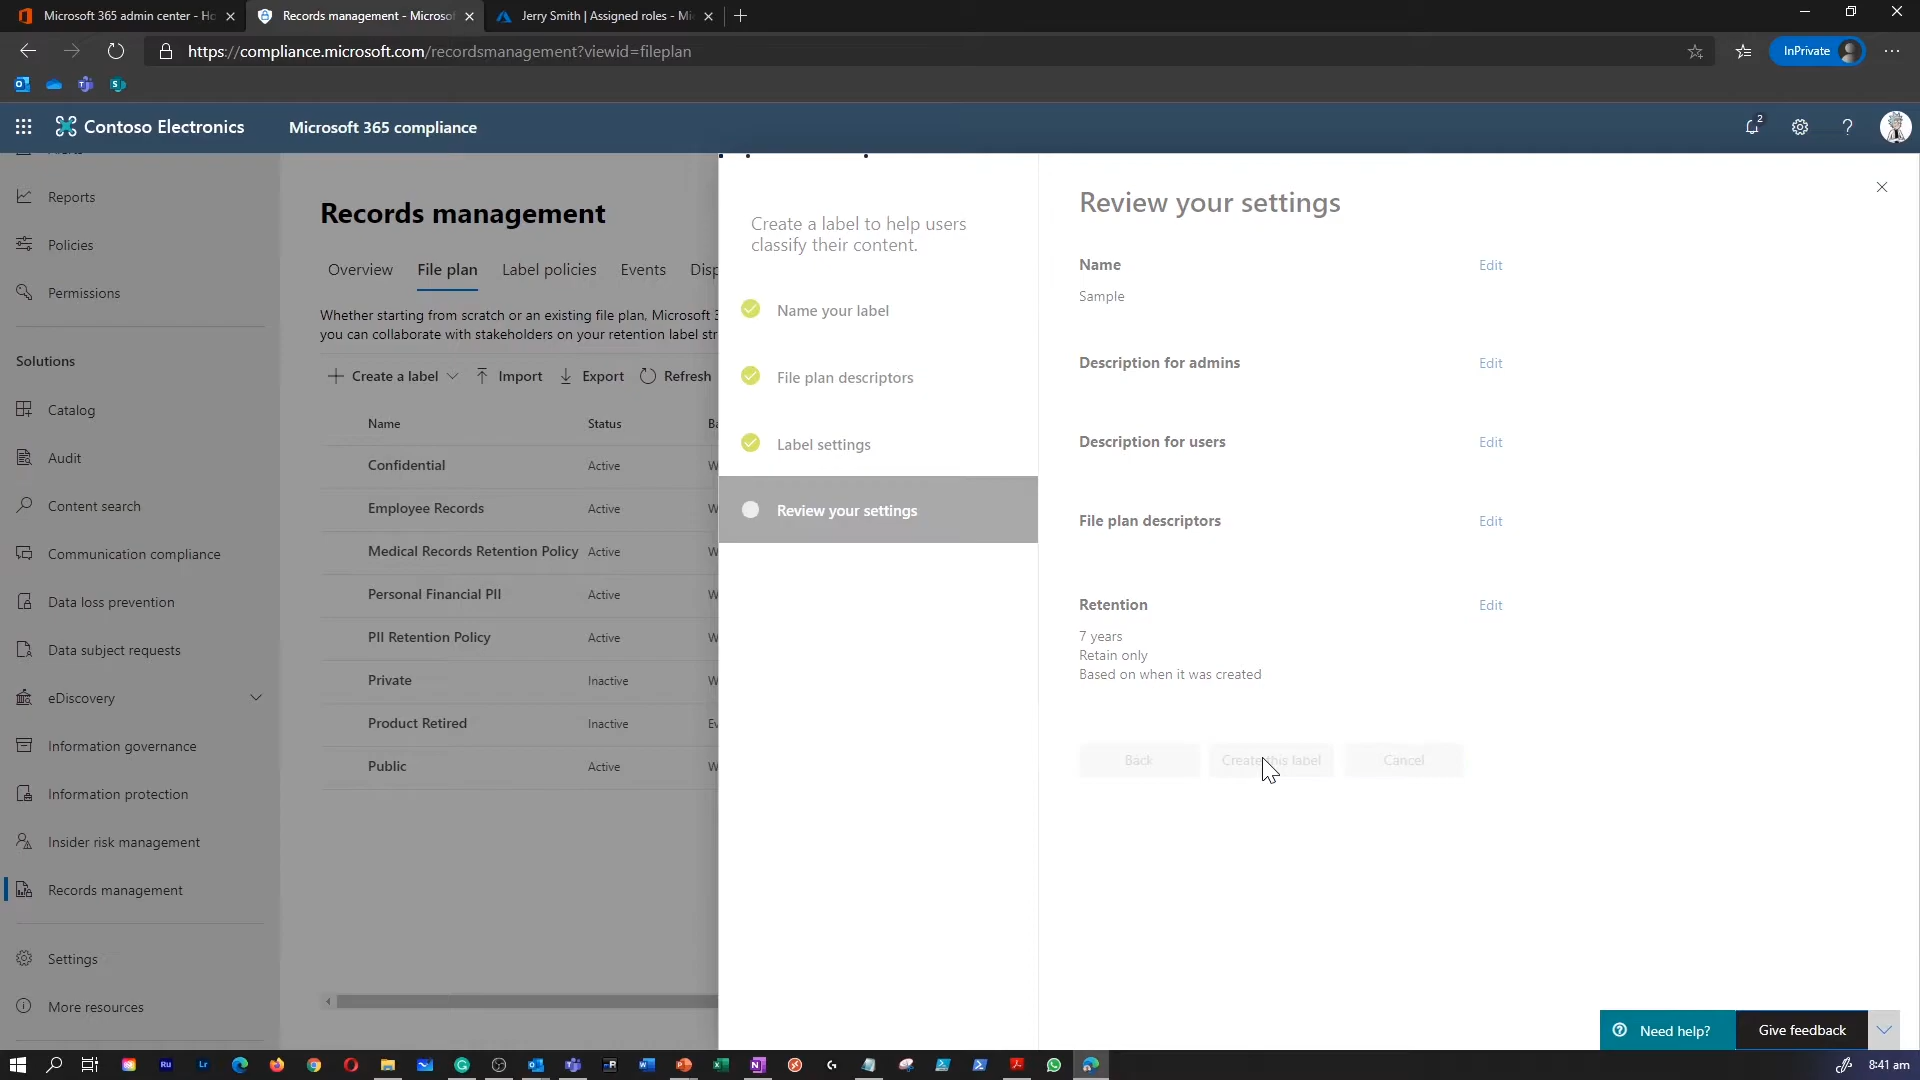 Microsoft 365 admin center - Ho
Records management - Microsof
Jerry Smith | Assigned roles - Mi
https://compliance.microsoft.com/recordsmanagement?viewid=fileplan
InPrivate
Contoso Electronics
Microsoft 365 compliance
2
Reports
Policies
Permissions
Solutions
Catalog
Audit
Content search
Communication compliance
Data loss prevention
Data subject requests
eDiscovery
Information governance
Information protection
Insider risk management
Records management
Settings
More resources
Records management
Overview
File plan
Label policies
Events
Disp
Whether starting from scratch or an existing file plan, Microsoft 3
you can collaborate with stakeholders on your retention label str
Create a label
Import
Export
Refresh
Name
Status
Ba
Confidential
Active
W
Employee Records
Active
W
Medical Records Retention Policy
Active
W
Personal Financial PII
Active
W
PII Retention Policy
Active
W
Private
Inactive
W
Product Retired
Inactive
Ev
Public
Active
W
Create a label to help users
classify their content.
Name your label
File plan descriptors
Label settings
Review your settings
Review your settings
Name
Edit
Sample
Description for admins
Edit
Description for users
Edit
File plan descriptors
Edit
Retention
Edit
7 years
Retain only
Based on when it was created
Back
Create this label
Cancel
Need help?
Give feedback
8:41 am